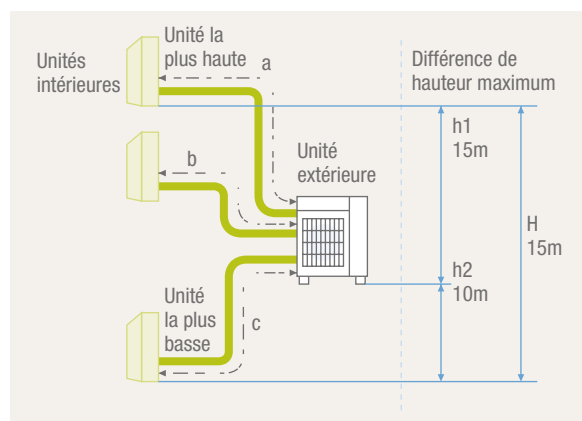 Unités
intérieures
Unité la
plus haute
a
Différence de
hauteur maximum
h1
15m
b
Unité
extérieure
H
15m
h2
10m
Unité
la plus
basse
c